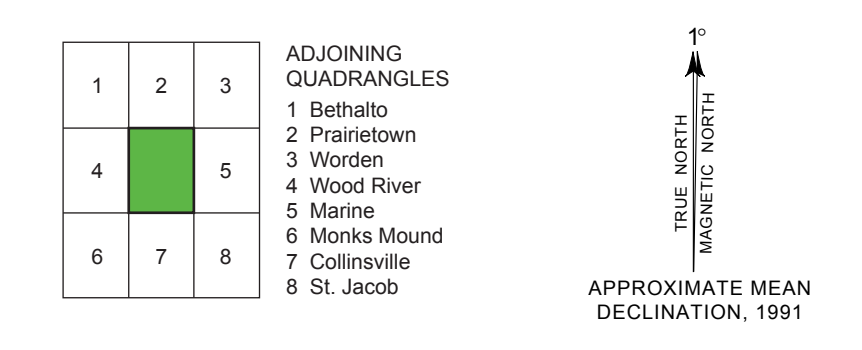 1 2 3
4 5
6 7 8
ADJOINING
QUADRANGLES
1 Bethalto
2 Prairietown
3 Worden
4 Wood River
5 Marine
6 Monks Mound
7 Collinsville
8 St. Jacob
1°
TRUE NORTH
MAGNETIC NORTH
APPROXIMATE MEAN
DECLINATION, 1991